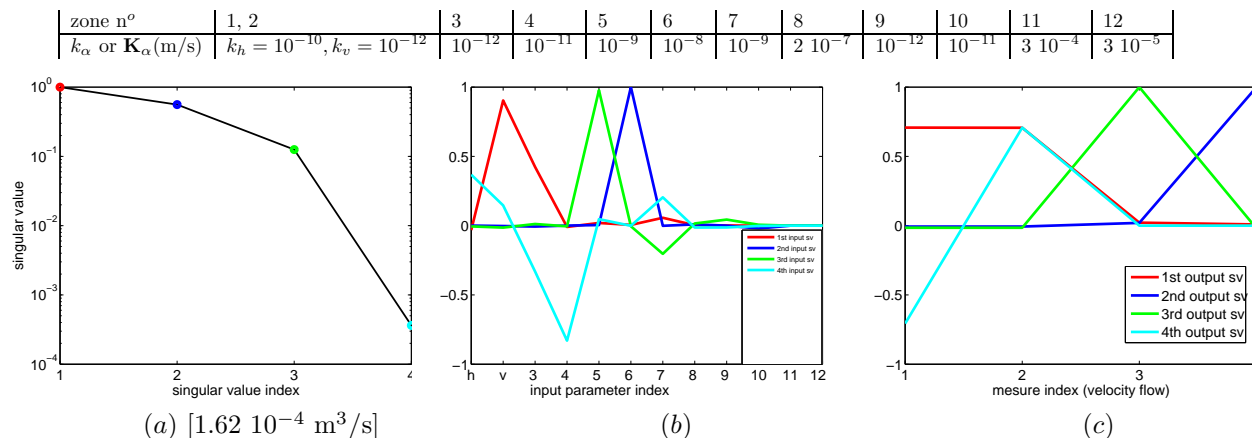 zone nᵒ 1, 2 3 4 5 6 7 8 9 10 11 12
k_α or K_α(m/s) k_h = 10⁻¹⁰, k_v = 10⁻¹² 10⁻¹² 10⁻¹¹ 10⁻⁹ 10⁻⁸ 10⁻⁹ 2 10⁻⁷ 10⁻¹² 10⁻¹¹ 3 10⁻⁴ 3 10⁻⁵
10⁰
10⁻¹
10⁻²
10⁻³
10⁻⁴
singular value
1 2 3 4
singular value index
(a) [1.62 10⁻⁴ m³/s]
1
0.5
0
−0.5
−1
h v 3 4 5 6 7 8 9 10 11 12
input parameter index
1st input sv
2nd input sv
3rd input sv
4th input sv
(b)
1
0.5
0
−0.5
−1
1 2 3
mesure index (velocity flow)
1st output sv
2nd output sv
3rd output sv
4th output sv
(c)